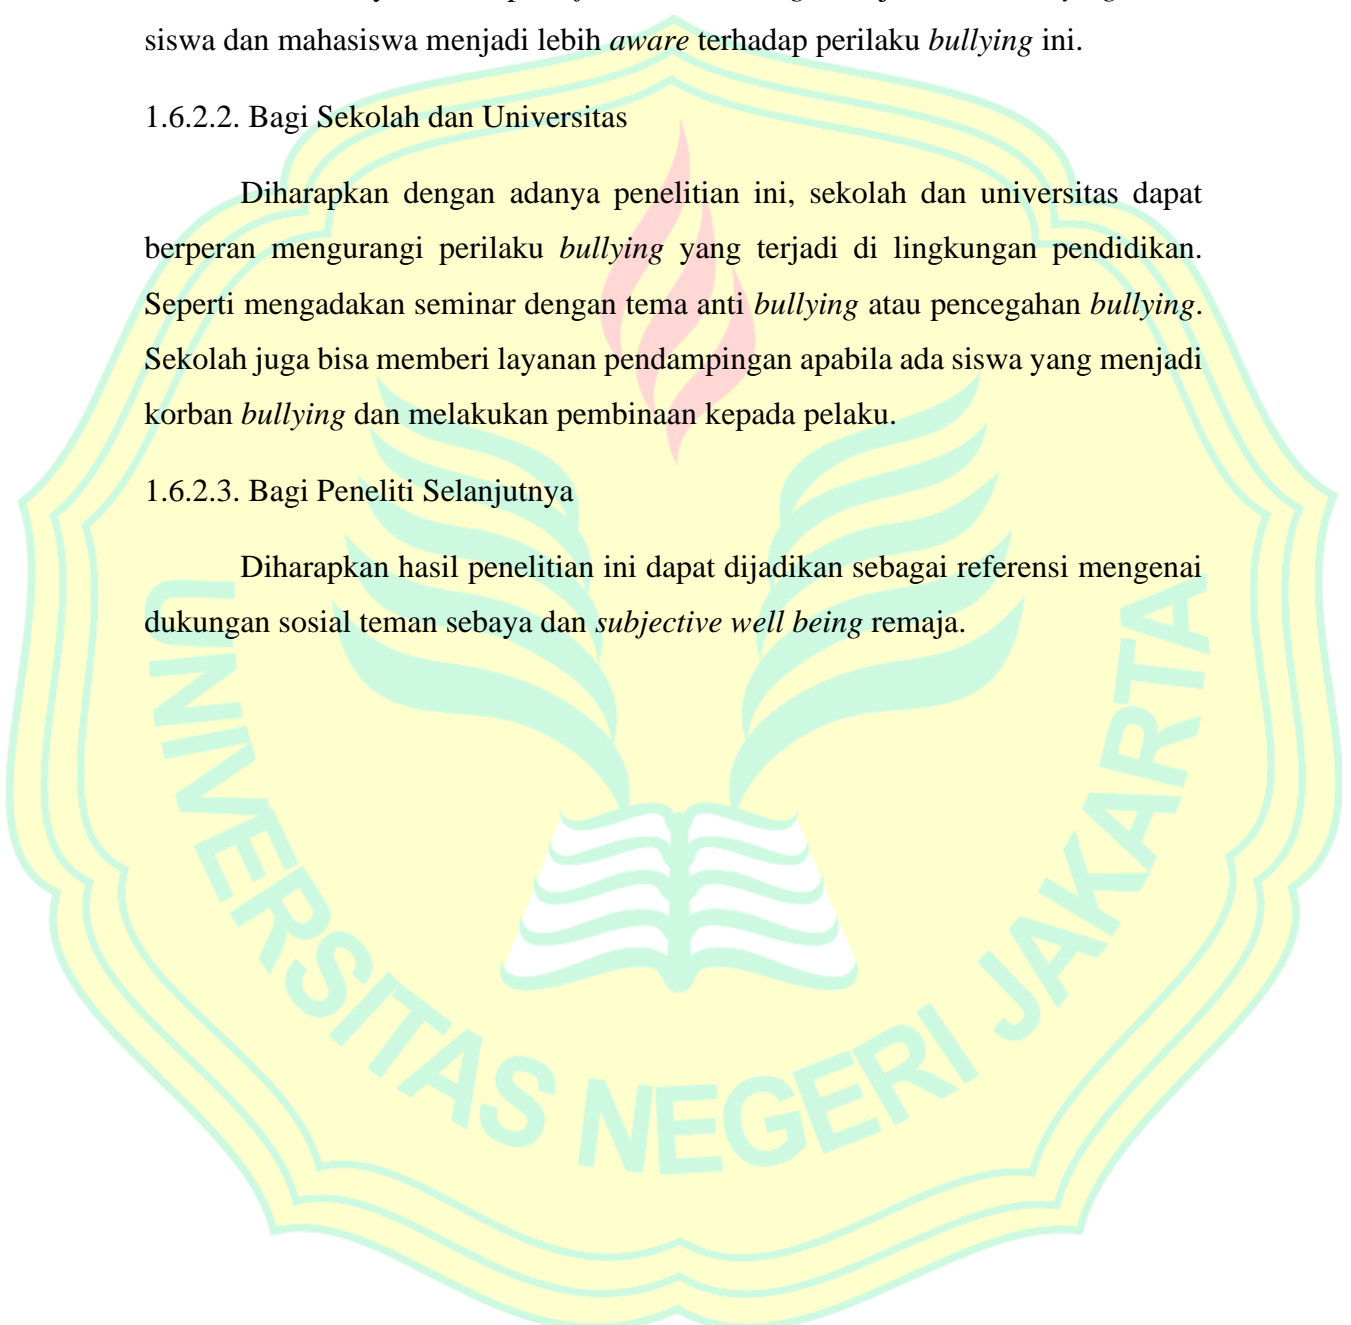 siswa dan mahasiswa menjadi lebih aware terhadap perilaku bullying ini.
1.6.2.2. Bagi Sekolah dan Universitas
Diharapkan dengan adanya penelitian ini, sekolah dan universitas dapat
berperan mengurangi perilaku bullying yang terjadi di lingkungan pendidikan.
Seperti mengadakan seminar dengan tema anti bullying atau pencegahan bullying.
Sekolah juga bisa memberi layanan pendampingan apabila ada siswa yang menjadi
korban bullying dan melakukan pembinaan kepada pelaku.
1.6.2.3. Bagi Peneliti Selanjutnya
Diharapkan hasil penelitian ini dapat dijadikan sebagai referensi mengenai
dukungan sosial teman sebaya dan subjective well being remaja.
UNIVERSITAS NEGERI JAKARTA